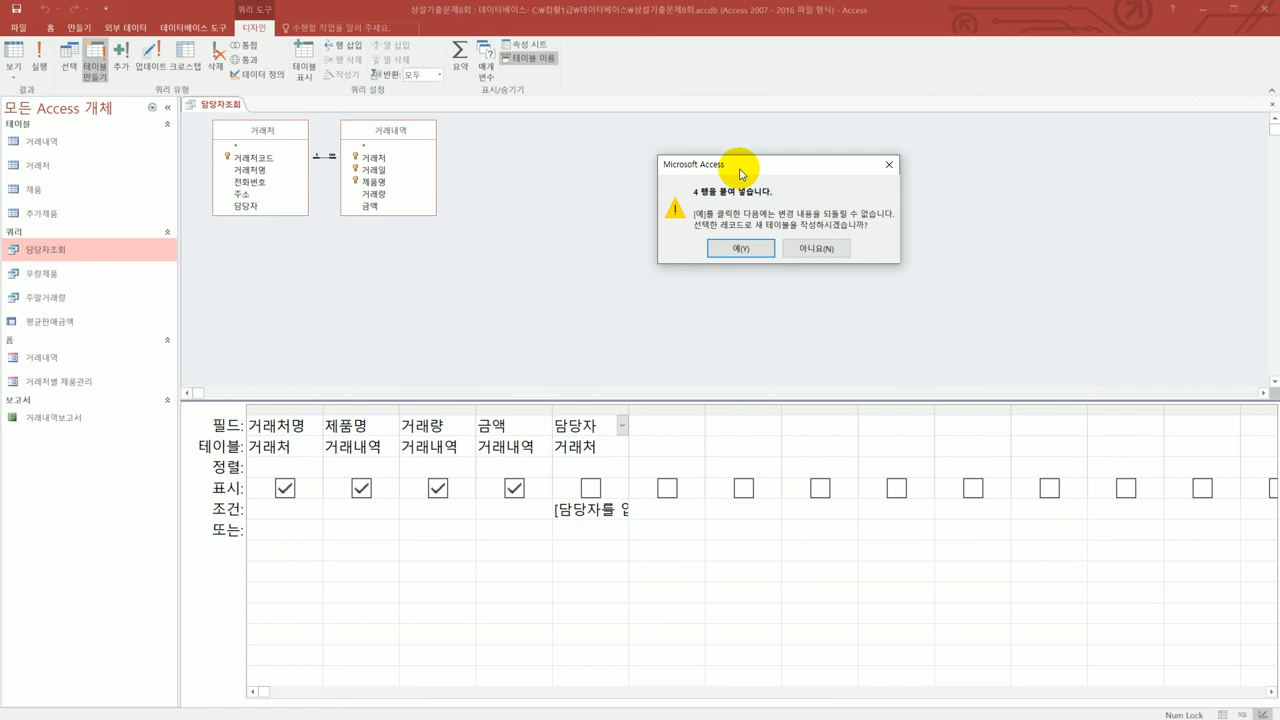 쿼리 도구
상설기출문제8회 : 데이터베이스- C:₩컴활1급₩데이터베이스₩상설기출문제8회.accdb (Access 2007 - 2016 파일 형식) - Access
파일 홈 만들기 외부 데이터 데이터베이스 도구 디자인 수행할 작업을 알려 주세요.
보기 실행 선택 테이블 만들기 추가 업데이트 크로스탭 삭제 통합 통과 데이터 정의 테이블 표시 행 삽입 행 삭제 작성기 열 삽입 열 삭제 반환: 모두 요약 매개 변수 속성 시트 테이블 이름
결과 쿼리 유형 쿼리 설정 표시/숨기기
모든 Access 개체
테이블
거래내역
거래처
제품
추가제품
쿼리
담당자조회
우량제품
주말거래량
평균판매금액
폼
거래내역
거래처별 제품관리
보고서
거래내역보고서
담당자조회
거래처
*
거래처코드
거래처명
전화번호
주소
담당자
거래내역
*
거래처
거래일
제품명
거래량
금액
Microsoft Access
4 행을 붙여 넣습니다.
[예]를 클릭한 다음에는 변경 내용을 되돌릴 수 없습니다.
선택한 레코드로 새 테이블을 작성하시겠습니까?
예(Y) 아니요(N)
필드: 거래처명 제품명 거래량 금액 담당자
테이블: 거래처 거래내역 거래내역 거래내역 거래처
정렬:
표시:
조건: [담당자를
또는:
Num Lock
SQL